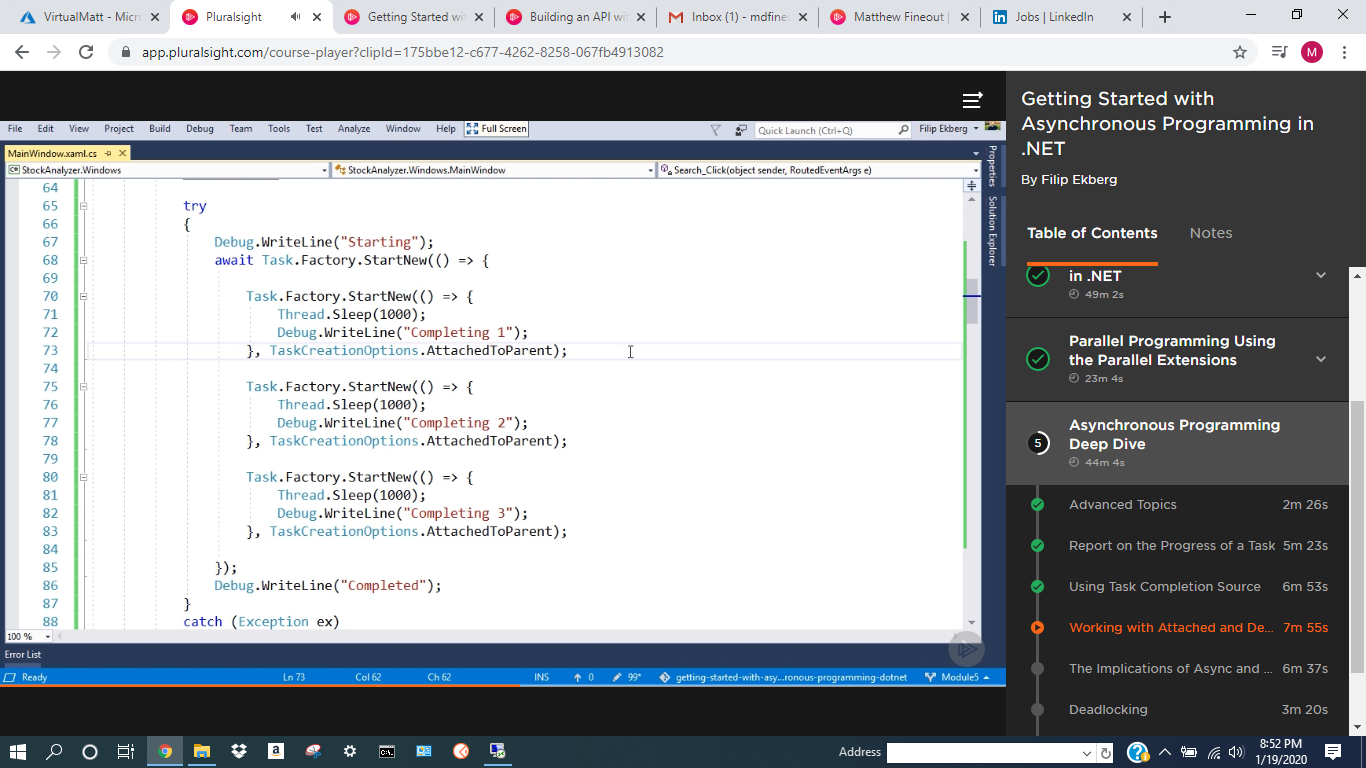 VirtualMatt - Micro
Pluralsight
Getting Started wit
Building an API wit
Inbox (1) - mdfinec
Matthew Fineout |
Jobs | LinkedIn
app.pluralsight.com/course-player?clipId=175bbe12-c677-4262-8258-067fb4913082
M
File Edit View Project Build Debug Team Tools Test Analyze Window Help Full Screen
Quick Launch (Ctrl+Q)
Filip Ekberg
MainWindow.xaml.cs
StockAnalyzer.Windows
StockAnalyzer.Windows.MainWindow
Search_Click(object sender, RoutedEventArgs e)
Properties
Solution Explorer
64
65 try
66 {
67 Debug.WriteLine("Starting");
68 await Task.Factory.StartNew(() => {
69
70 Task.Factory.StartNew(() => {
71 Thread.Sleep(1000);
72 Debug.WriteLine("Completing 1");
73 }, TaskCreationOptions.AttachedToParent);
74
75 Task.Factory.StartNew(() => {
76 Thread.Sleep(1000);
77 Debug.WriteLine("Completing 2");
78 }, TaskCreationOptions.AttachedToParent);
79
80 Task.Factory.StartNew(() => {
81 Thread.Sleep(1000);
82 Debug.WriteLine("Completing 3");
83 }, TaskCreationOptions.AttachedToParent);
84
85 });
86 Debug.WriteLine("Completed");
87 }
88 catch (Exception ex)
100 %
Error List
Ready
Ln 73
Col 62
Ch 62
INS
0
99*
getting-started-with-asy...ronous-programming-dotnet
Module5
Getting Started with
Asynchronous Programming in
.NET
By Filip Ekberg
Table of Contents
Notes
in .NET
49m 2s
Parallel Programming Using
the Parallel Extensions
23m 4s
5
Asynchronous Programming
Deep Dive
44m 4s
Advanced Topics 2m 26s
Report on the Progress of a Task 5m 23s
Using Task Completion Source 6m 53s
Working with Attached and De... 7m 55s
The Implications of Async and ... 6m 37s
Deadlocking 3m 20s
Address
8:52 PM
1/19/2020